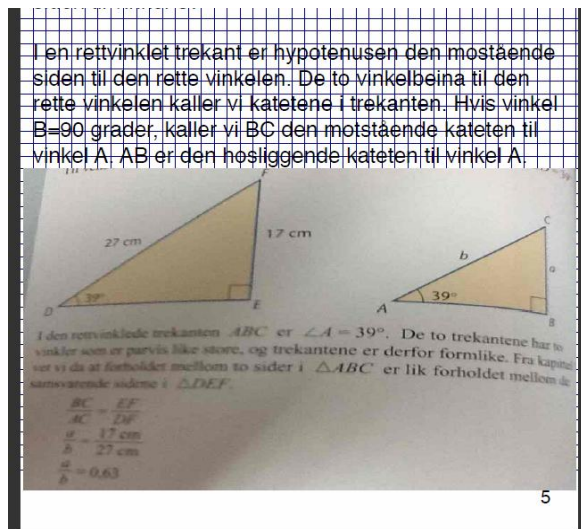 I en rettvinklet trekant er hypotenusen den mostående
siden til den rette vinkelen. De to vinkelbeina til den
rette vinkelen kaller vi katetene i trekanten. Hvis vinkel
B=90 grader, kaller vi BC den motstående kateten til
vinkel A. AB er den hosliggende kateten til vinkel A.
F
27 cm
17 cm
39°
D
E
C
b
a
39°
A
B
I den rettvinklede trekanten ABC er ∠A = 39°. De to trekantene har to
vinkler som er parvis like store, og trekantene er derfor formlike. Fra kapittel
vet vi da at forholdet mellom to sider i △ABC er lik forholdet mellom de
samsvarende sidene i △DEF.
BC/AC = EF/DF
a/b = 17 cm/27 cm
a/b = 0,63
5